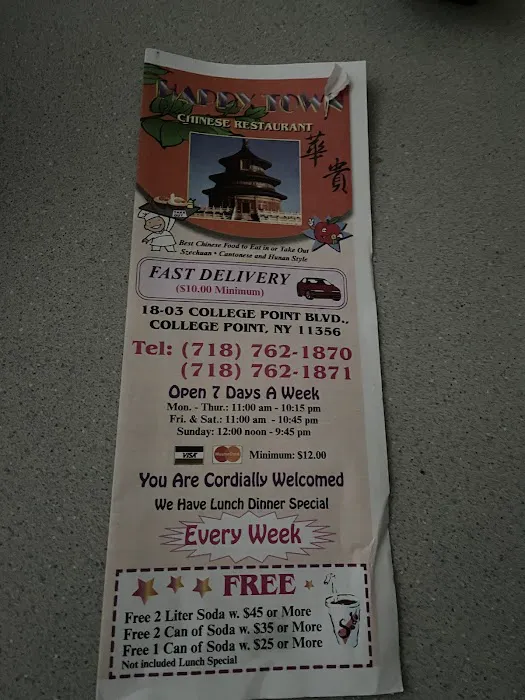 HAPPY TOWN
CHINESE RESTAURANT
華
貴
Best Chinese Food to Eat in or Take Out
Szechuan • Cantonese and Hunan Style
FAST DELIVERY
($10.00 Minimum)
18-03 COLLEGE POINT BLVD.,
COLLEGE POINT, NY 11356
Tel: (718) 762-1870
(718) 762-1871
Open 7 Days A Week
Mon. - Thur.: 11:00 am - 10:15 pm
Fri. & Sat.: 11:00 am - 10:45 pm
Sunday: 12:00 noon - 9:45 pm
VISA MasterCard Minimum: $12.00
You Are Cordially Welcomed
We Have Lunch Dinner Special
Every Week
FREE
Free 2 Liter Soda w. $45 or More
Free 2 Can of Soda w. $35 or More
Free 1 Can of Soda w. $25 or More
Not included Lunch Special
Soda